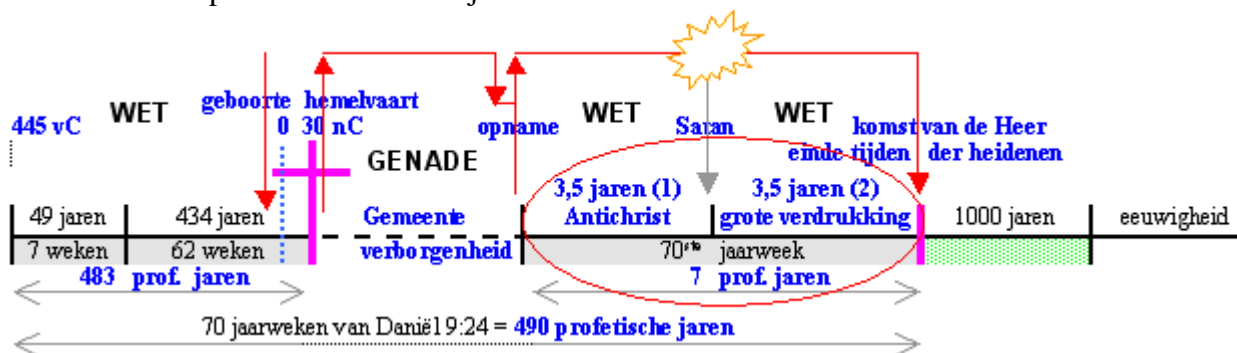 geboorte hemelvaart
445 vC WET 0 30 nC opname WET Satan WET komst van de Heer
einde tijden der heidenen
GENADE
3,5 jaren (1) 3,5 jaren (2)
49 jaren 434 jaren Gemeente Antichrist grote verdrukking 1000 jaren eeuwigheid
7 weken 62 weken verborgenheid 70ste jaarweek
483 prof. jaren 7 prof. jaren
70 jaarweken van Daniël 9:24 = 490 profetische jaren